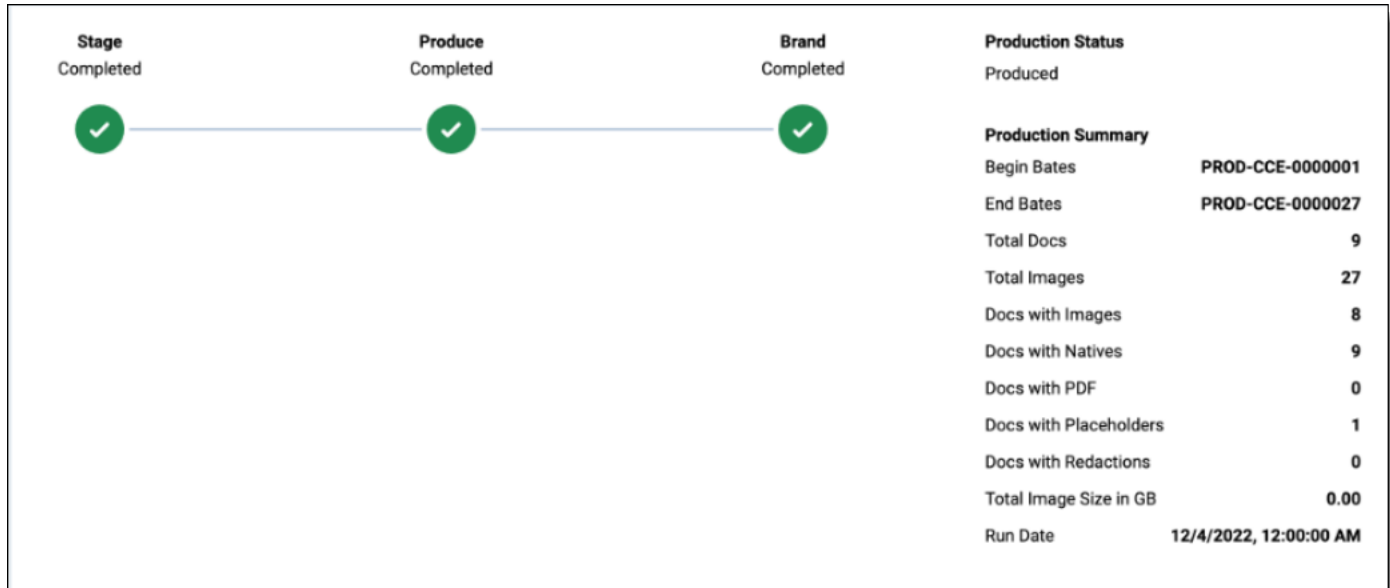 Stage
Completed
Produce
Completed
Brand
Completed
Production Status
Produced
Production Summary
Begin Bates PROD-CCE-0000001
End Bates PROD-CCE-0000027
Total Docs 9
Total Images 27
Docs with Images 8
Docs with Natives 9
Docs with PDF 0
Docs with Placeholders 1
Docs with Redactions 0
Total Image Size in GB 0.00
Run Date 12/4/2022, 12:00:00 AM